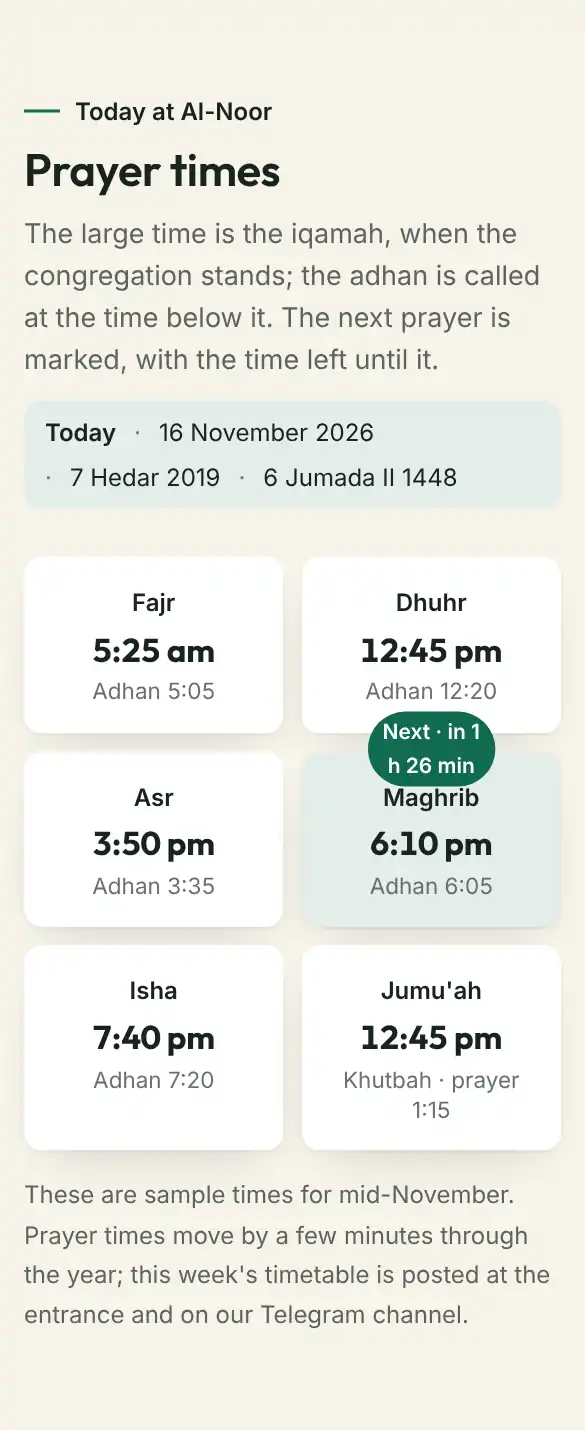 Today at Al-Noor
Prayer times
The large time is the iqamah, when the
congregation stands; the adhan is called
at the time below it. The next prayer is
marked, with the time left until it.
Today · 16 November 2026
· 7 Hedar 2019 · 6 Jumada II 1448
Fajr
5:25 am
Adhan 5:05
Dhuhr
12:45 pm
Adhan 12:20
Asr
3:50 pm
Adhan 3:35
Next · in 1
h 26 min
Maghrib
6:10 pm
Adhan 6:05
Isha
7:40 pm
Adhan 7:20
Jumu'ah
12:45 pm
Khutbah · prayer
1:15
These are sample times for mid-November.
Prayer times move by a few minutes through
the year; this week's timetable is posted at the
entrance and on our Telegram channel.